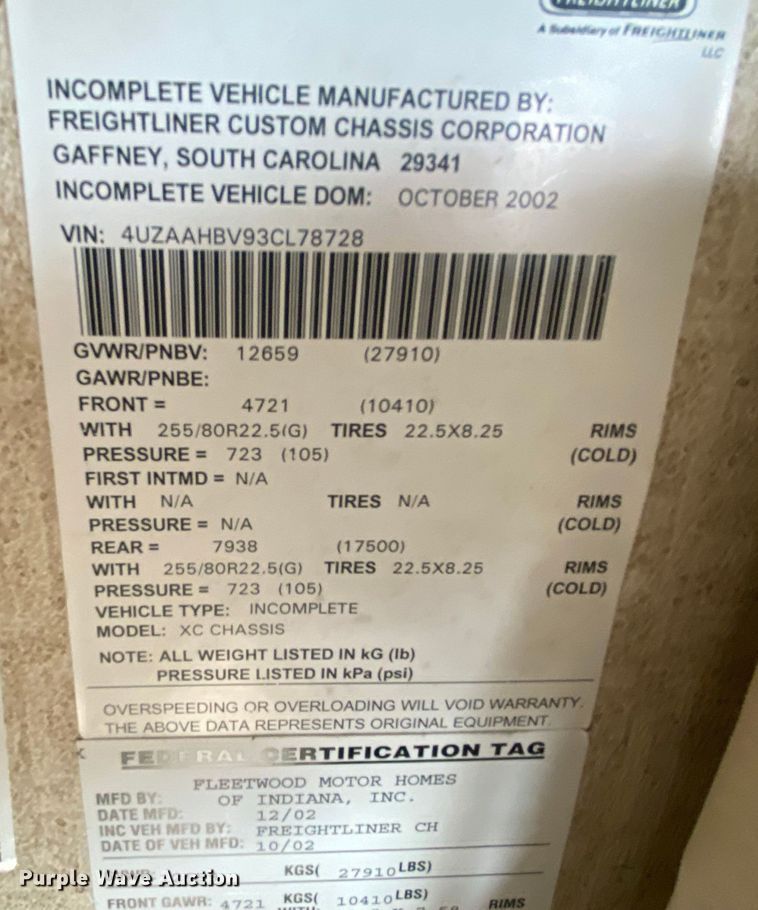 FREIGHTLINER
A Subsidiary of FREIGHTLINER
LLC
INCOMPLETE VEHICLE MANUFACTURED BY:
FREIGHTLINER CUSTOM CHASSIS CORPORATION
GAFFNEY, SOUTH CAROLINA 29341
INCOMPLETE VEHICLE DOM: OCTOBER 2002
VIN: 4UZAAHBV93CL78728
GVWR/PNBV: 12659 (27910)
GAWR/PNBE:
FRONT = 4721 (10410)
WITH 255/80R22.5(G) TIRES 22.5X8.25 RIMS
PRESSURE = 723 (105) (COLD)
FIRST INTMD = N/A
WITH N/A TIRES N/A RIMS
PRESSURE = N/A (COLD)
REAR = 7938 (17500)
WITH 255/80R22.5(G) TIRES 22.5X8.25 RIMS
PRESSURE = 723 (105) (COLD)
VEHICLE TYPE: INCOMPLETE
MODEL: XC CHASSIS
NOTE: ALL WEIGHT LISTED IN kG (lb)
PRESSURE LISTED IN kPa (psi)
OVERSPEEDING OR OVERLOADING WILL VOID WARRANTY.
THE ABOVE DATA REPRESENTS ORIGINAL EQUIPMENT.
FEDERAL CERTIFICATION TAG
FLEETWOOD MOTOR HOMES
MFD BY: OF INDIANA, INC.
DATE MFD: 12/02
INC VEH MFD BY: FREIGHTLINER CH
DATE OF VEH MFD: 10/02
KGS( 27910 LBS)
Purple Wave Auction
FRONT GAWR: 4721 KGS( 10410 LBS)
RIMS